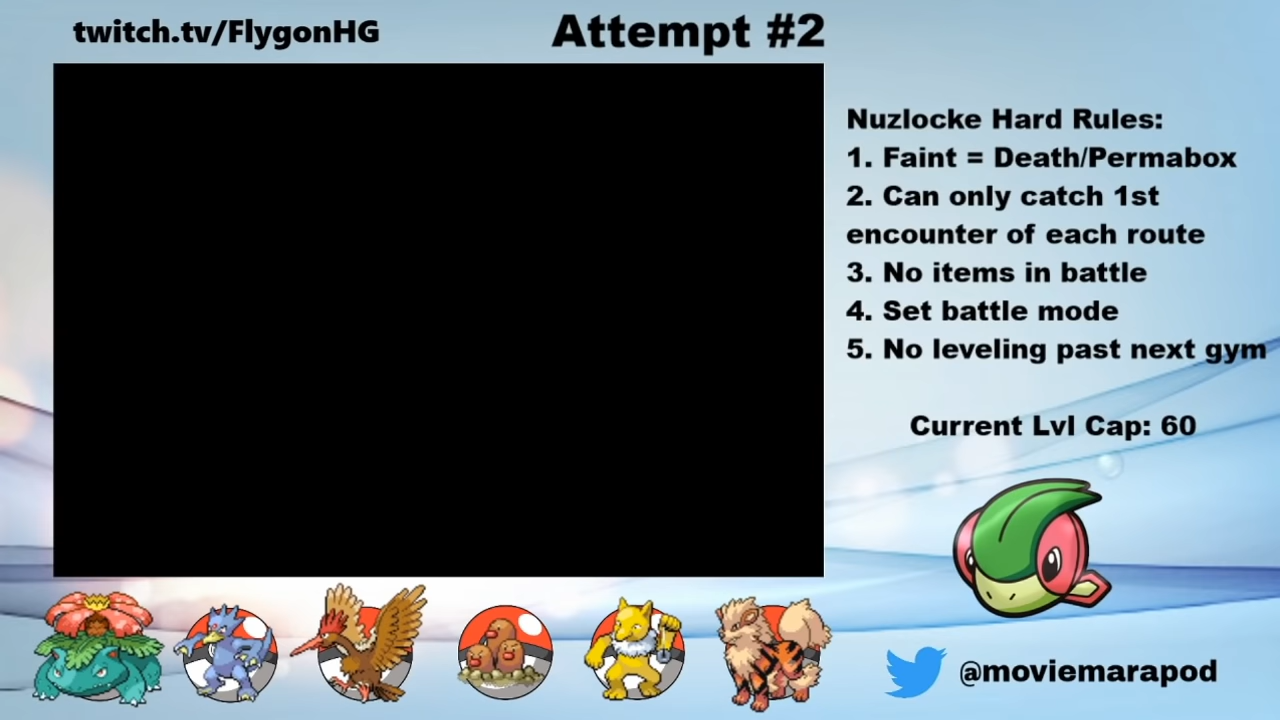 twitch.tv/FlygonHG
Attempt #2
Nuzlocke Hard Rules:
1. Faint = Death/Permabox
2. Can only catch 1st
encounter of each route
3. No items in battle
4. Set battle mode
5. No leveling past next gym
Current Lvl Cap: 60
@moviemarapod